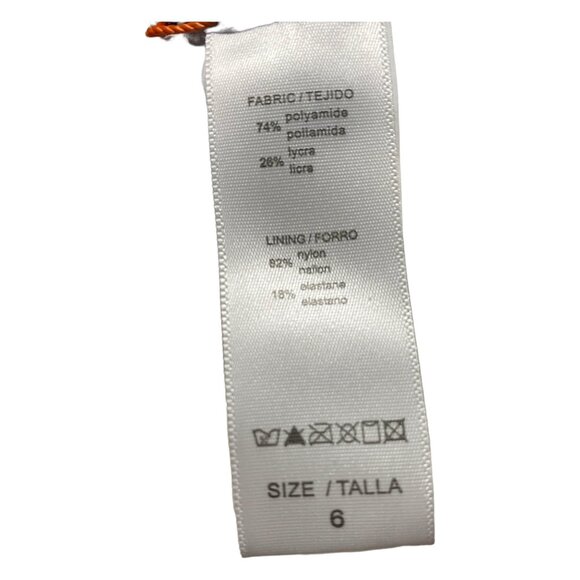 FABRIC / TEJIDO
74% polyamide
poliamida
26% lycra
licra
LINING / FORRO
82% nylon
nailon
18% elastane
elastano
SIZE / TALLA
6